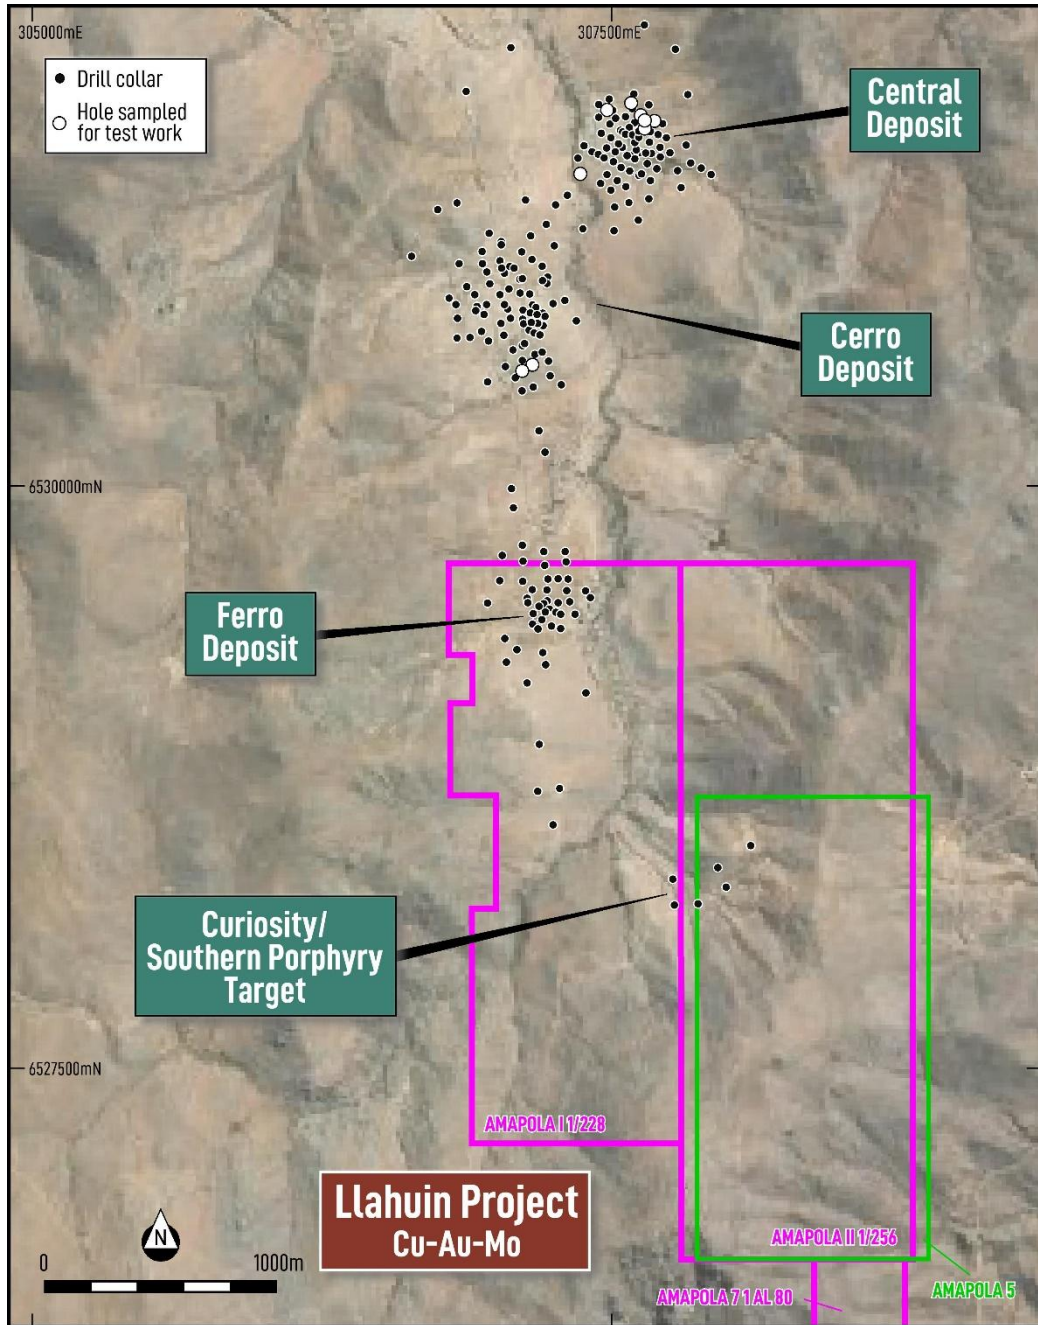 305000mE
307500mE
Drill collar
Hole sampled
for test work
Central
Deposit
Cerro
Deposit
6530000mN
Ferro
Deposit
Curiosity/
Southern Porphyry
Target
6527500mN
AMAPOLA I 1/228
Llahuin Project
Cu-Au-Mo
N
0
1000m
AMAPOLA II 1/256
AMAPOLA 5
AMAPOLA 7 1 AL 80